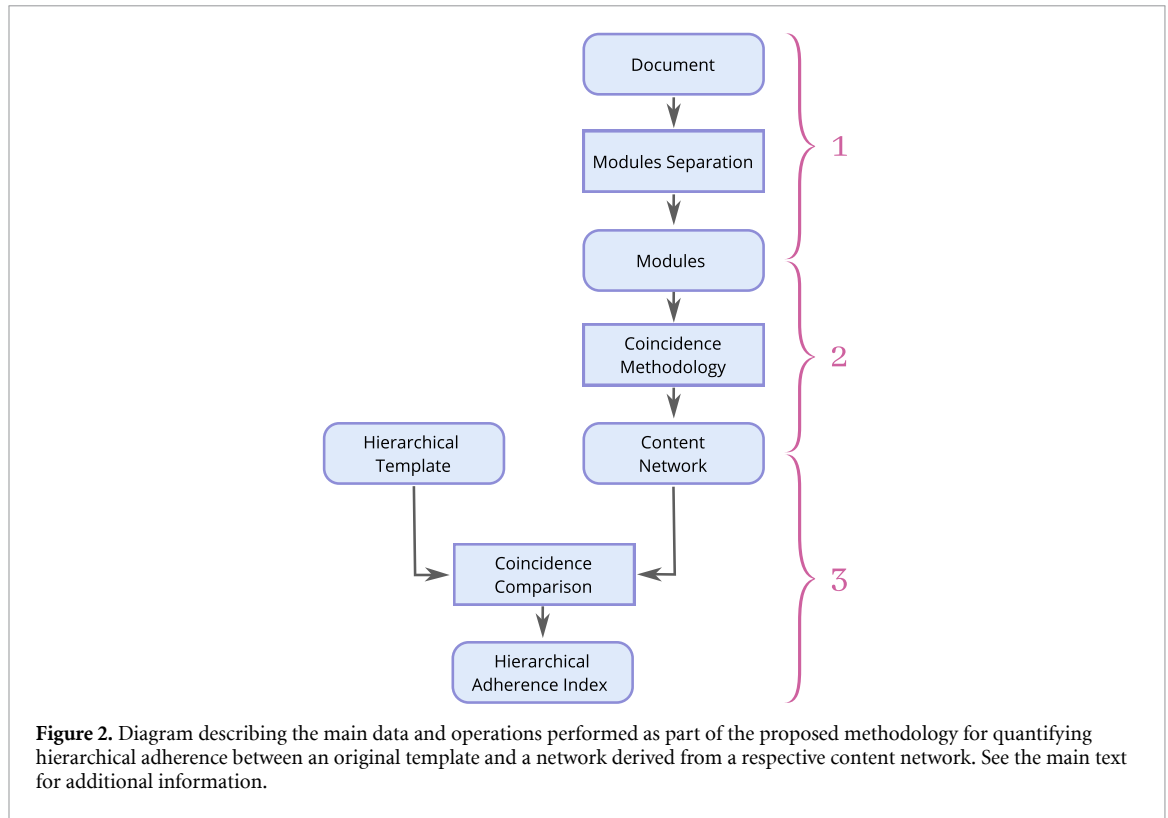 Document
1
Modules Separation
Modules
Coincidence
Methodology
2
Hierarchical
Template
Content
Network
Coincidence
Comparison
3
Hierarchical
Adherence Index
Figure 2. Diagram describing the main data and operations performed as part of the proposed methodology for quantifying
hierarchical adherence between an original template and a network derived from a respective content network. See the main text
for additional information.